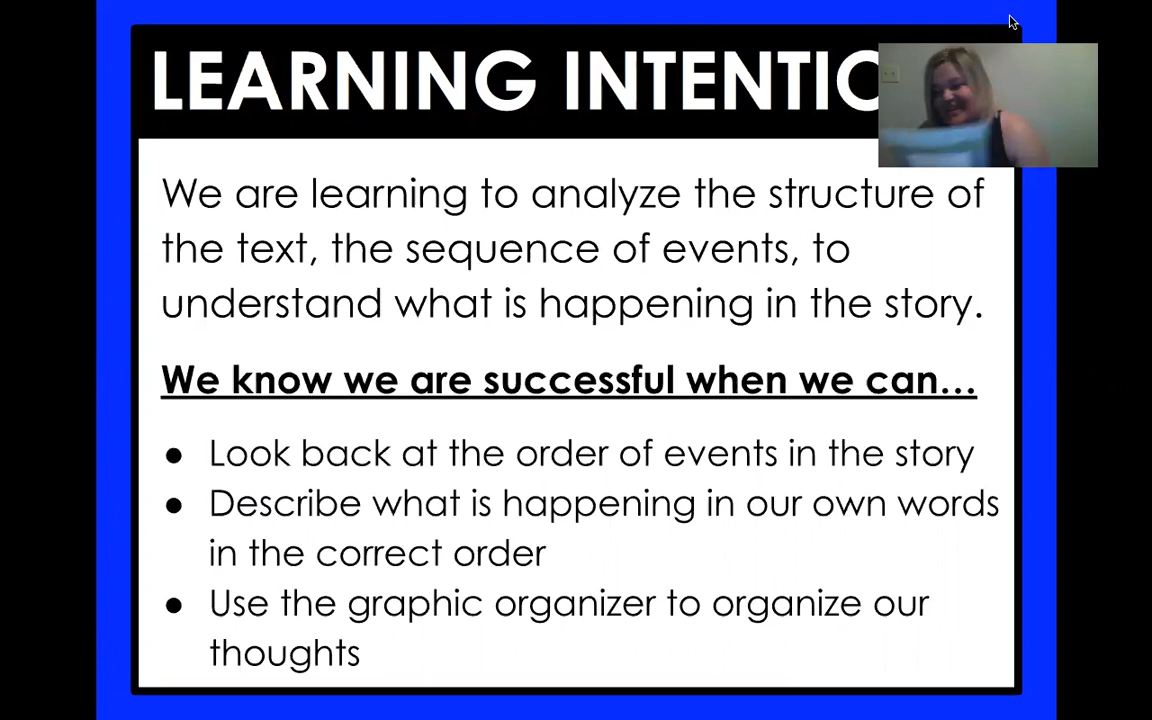 LEARNING INTENTIO
We are learning to analyze the structure of
the text, the sequence of events, to
understand what is happening in the story.
We know we are successful when we can...
● Look back at the order of events in the story
● Describe what is happening in our own words
in the correct order
● Use the graphic organizer to organize our
thoughts